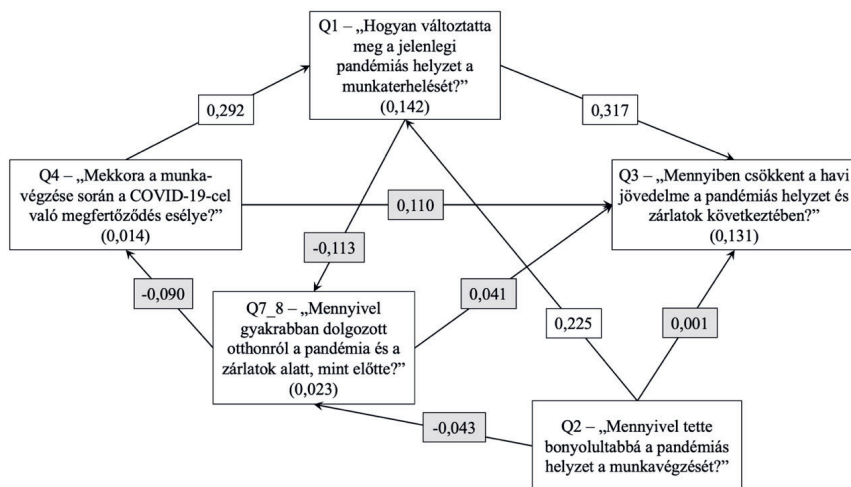 Q1 – „Hogyan változtatta
meg a jelenlegi
pandémiás helyzet a
munkaterhelését?”
(0,142)
0,292
0,317
Q4 – „Mekkora a munka-
végzése során a COVID-19-cel
való megfertőződés esélye?”
(0,014)
0,110
Q3 – „Mennyiben csökkent a havi
jövedelme a pandémiás helyzet és
zárlatok következtében?”
(0,131)
-0,113
-0,090
0,041
Q7_8 – „Mennyivel
gyakrabban dolgozott
otthonról a pandémia és a
zárlatok alatt, mint előtte?”
(0,023)
0,225
0,001
-0,043
Q2 – „Mennyivel tette
bonyolultabbá a pandémiás
helyzet a munkavégzését?”